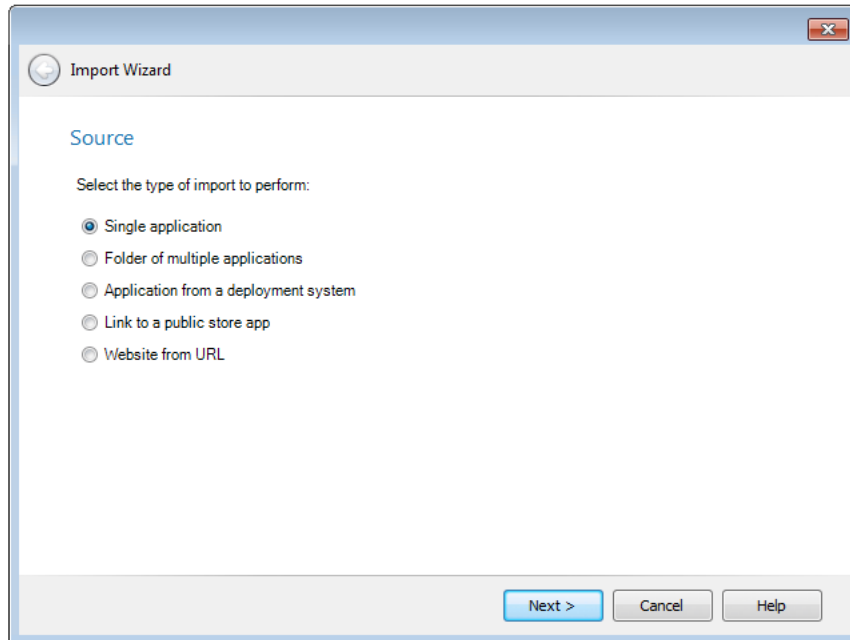 Import Wizard
Source
Select the type of import to perform:
Single application
Folder of multiple applications
Application from a deployment system
Link to a public store app
Website from URL
Next > Cancel Help